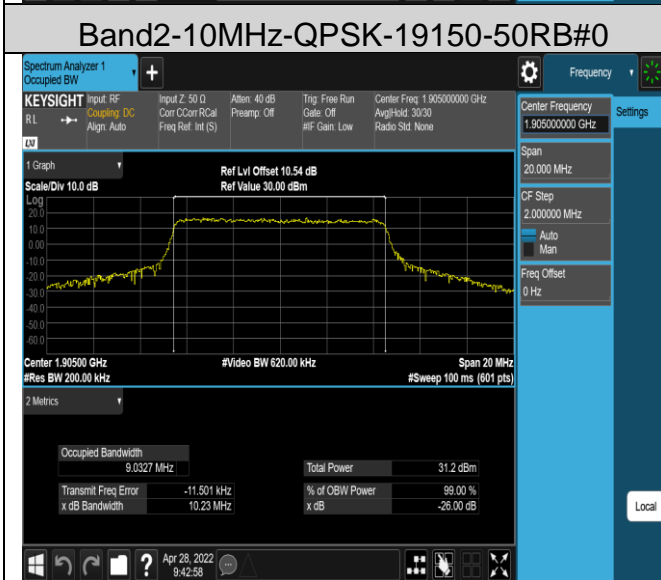 Band2-10MHz-QPSK-19150-50RB#0
Spectrum Analyzer 1
Occupied BW
+
Frequency
KEYSIGHT
RL
Input: RF
Coupling: DC
Align: Auto
Input Z: 50 Ω
Corr CCorr RCal
Freq Ref: Int (S)
Atten: 40 dB
Preamp: Off
Trig: Free Run
Gate: Off
#IF Gain: Low
Center Freq: 1.905000000 GHz
Avg|Hold: 30/30
Radio Std: None
LXI
Center Frequency
1.905000000 GHz
Settings
Span
20.000 MHz
CF Step
2.000000 MHz
Auto
Man
Freq Offset
0 Hz
1 Graph
Scale/Div 10.0 dB
Ref Lvl Offset 10.54 dB
Ref Value 30.00 dBm
Log
20.0
10.0
0.00
-10.0
-20.0
-30.0
-40.0
-50.0
-60.0
Center 1.90500 GHz
#Video BW 620.00 kHz
Span 20 MHz
#Res BW 200.00 kHz
#Sweep 100 ms (601 pts)
2 Metrics
Occupied Bandwidth
9.0327 MHz
Total Power 31.2 dBm
Transmit Freq Error -11.501 kHz
% of OBW Power 99.00 %
x dB Bandwidth 10.23 MHz
x dB -26.00 dB
Local
?
Apr 28, 2022
9:42:58